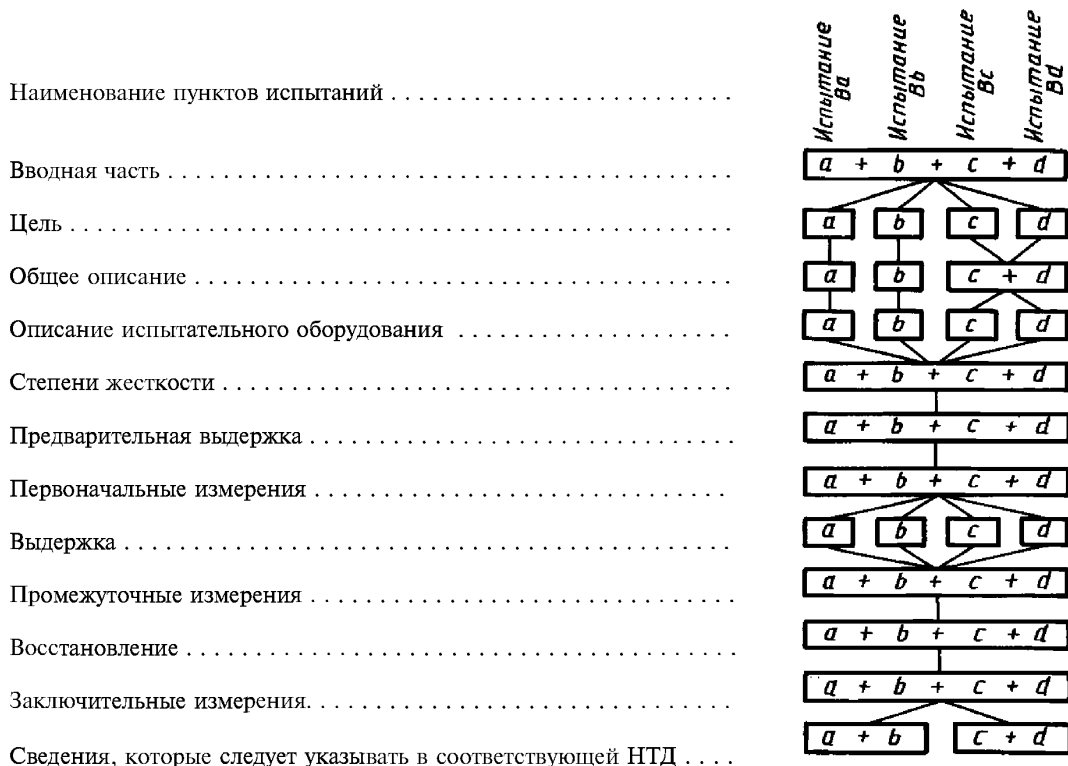 Испытание Ba
Испытание Bb
Испытание Bc
Испытание Bd
Наименование пунктов испытаний . . . . . . . . . . . . . . . . . . . . . . . . . .
Вводная часть . . . . . . . . . . . . . . . . . . . . . . . . . . . . . . . . . . . . . . . . . . . a + b + c + d
Цель . . . . . . . . . . . . . . . . . . . . . . . . . . . . . . . . . . . . . . . . . . . . . . . . . . . a b c d
Общее описание . . . . . . . . . . . . . . . . . . . . . . . . . . . . . . . . . . . . . . . . . a b c + d
Описание испытательного оборудования . . . . . . . . . . . . . . . . . . . . . a b c d
Степени жесткости . . . . . . . . . . . . . . . . . . . . . . . . . . . . . . . . . . . . . . . a + b + c + d
Предварительная выдержка . . . . . . . . . . . . . . . . . . . . . . . . . . . . . . . . a + b + c + d
Первоначальные измерения . . . . . . . . . . . . . . . . . . . . . . . . . . . . . . . a + b + c + d
Выдержка . . . . . . . . . . . . . . . . . . . . . . . . . . . . . . . . . . . . . . . . . . . . . . a b c d
Промежуточные измерения . . . . . . . . . . . . . . . . . . . . . . . . . . . . . . . . a + b + c + d
Восстановление . . . . . . . . . . . . . . . . . . . . . . . . . . . . . . . . . . . . . . . . . a + b + c + d
Заключительные измерения. . . . . . . . . . . . . . . . . . . . . . . . . . . . . . . a + b + c + d
Сведения, которые следует указывать в соответствующей НТД . . . . a + b c + d